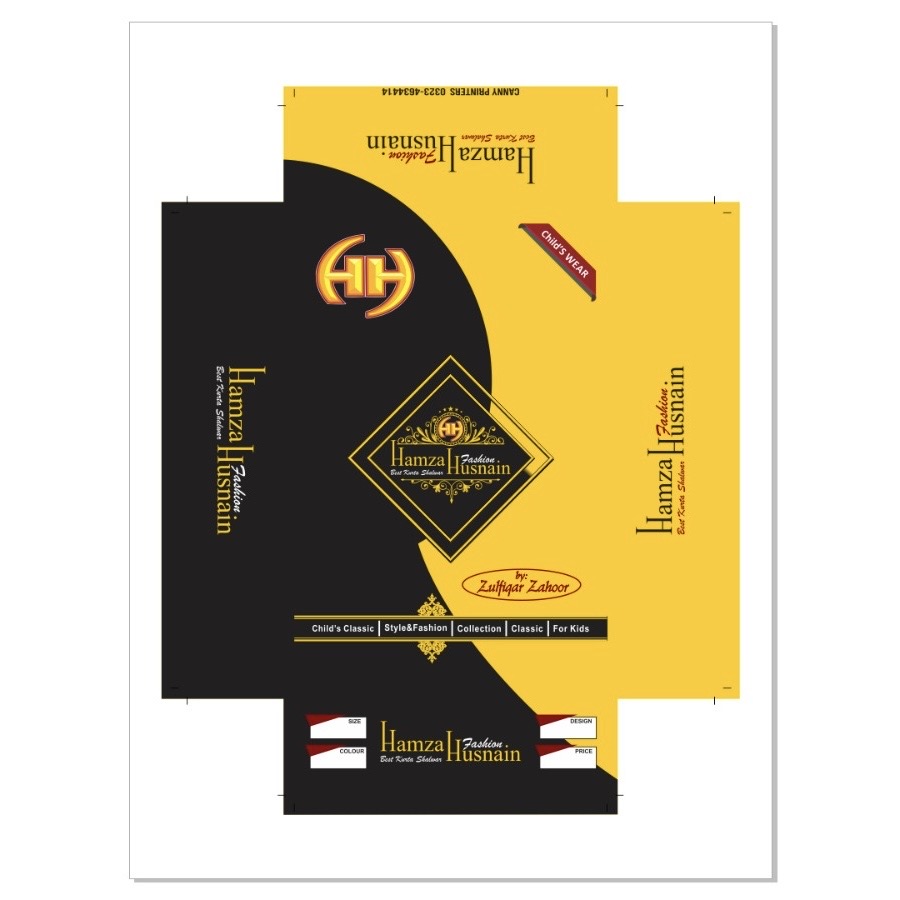 CANNY PRINTERS 0323-4634414
Hamza Fashion.
Husnain
Best Kurta Shalwar
Child'S WEAR
HH
Hamza Fashion.
Husnain
Best Kurta Shalwar
HH
Hamza Fashion.
Husnain
Best Kurta Shalwar
Hamza Fashion.
Husnain
Best Kurta Shalwar
by:
Zulfiqar Zahoor
Child's Classic | Style&Fashion | Collection | Classic | For Kids
SIZE
COLOUR
Hamza Fashion.
Husnain
Best Kurta Shalwar
DESIGN
PRICE